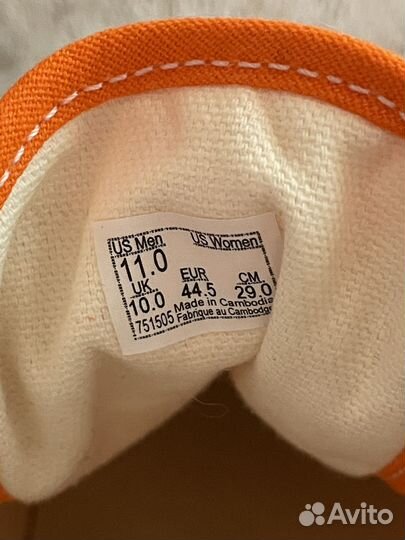 US Men US Women
11.0
UK EUR CM
10.0 44.5 29.0
751505 Made in Cambodia
Fabrique au Cambodge
Avito